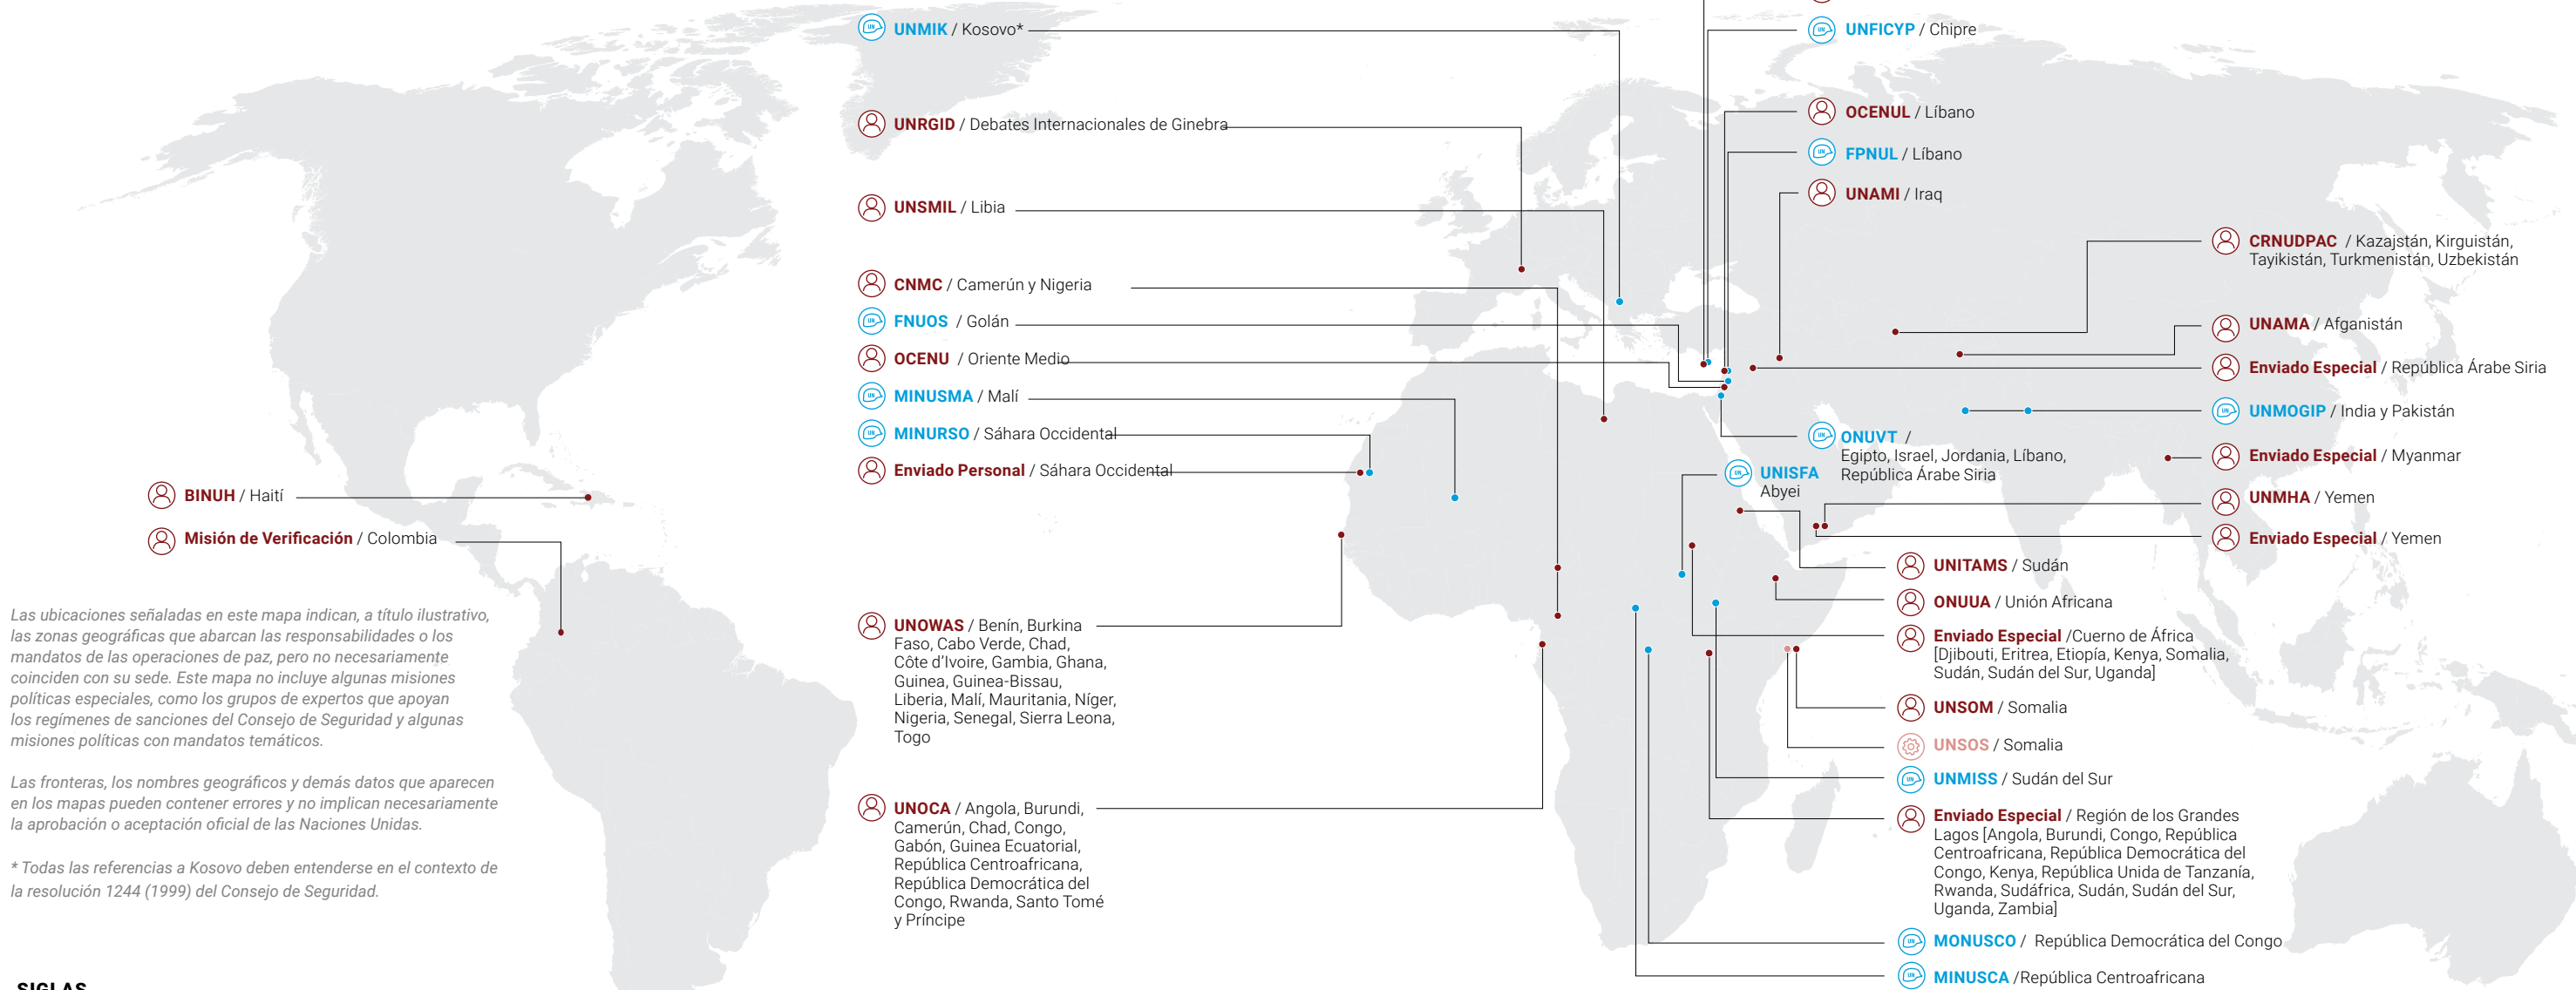 UNMIK / Kosovo*
UNRGID / Debates Internacionales de Ginebra
UNSMIL / Libia
CNMC / Camerún y Nigeria
FNUOS / Golán
OCENU / Oriente Medio
MINUSMA / Malí
MINURSO / Sáhara Occidental
Enviado Personal / Sáhara Occidental
BINUH / Haití
Misión de Verificación / Colombia
Las ubicaciones señaladas en este mapa indican, a título ilustrativo,
las zonas geográficas que abarcan las responsabilidades o los
mandatos de las operaciones de paz, pero no necesariamente
coinciden con su sede. Este mapa no incluye algunas misiones
políticas especiales, como los grupos de expertos que apoyan
los regímenes de sanciones del Consejo de Seguridad y algunas
misiones políticas con mandatos temáticos.
Las fronteras, los nombres geográficos y demás datos que aparecen
en los mapas pueden contener errores y no implican necesariamente
la aprobación o aceptación oficial de las Naciones Unidas.
* Todas las referencias a Kosovo deben entenderse en el contexto de
la resolución 1244 (1999) del Consejo de Seguridad.
SIGLAS
UNOWAS / Benín, Burkina
Faso, Cabo Verde, Chad,
Côte d'Ivoire, Gambia, Ghana,
Guinea, Guinea-Bissau,
Liberia, Malí, Mauritania, Níger,
Nigeria, Senegal, Sierra Leona,
Togo
UNOCA / Angola, Burundi,
Camerún, Chad, Congo,
Gabón, Guinea Ecuatorial,
República Centroafricana,
República Democrática del
Congo, Rwanda, Santo Tomé
y Príncipe
UNFICYP / Chipre
OCENUL / Líbano
FPNUL / Líbano
UNAMI / Iraq
CRNUDPAC / Kazajstán, Kirguistán,
Tayikistán, Turkmenistán, Uzbekistán
UNAMA / Afganistán
Enviado Especial / República Árabe Siria
UNMOGIP / India y Pakistán
ONUVT /
Egipto, Israel, Jordania, Líbano,
República Árabe Siria
UNISFA
Abyei
Enviado Especial / Myanmar
UNMHA / Yemen
Enviado Especial / Yemen
UNITAMS / Sudán
ONUUA / Unión Africana
Enviado Especial /Cuerno de África
[Djibouti, Eritrea, Etiopía, Kenya, Somalia,
Sudán, Sudán del Sur, Uganda]
UNSOM / Somalia
UNSOS / Somalia
UNMISS / Sudán del Sur
Enviado Especial / Región de los Grandes
Lagos [Angola, Burundi, Congo, República
Centroafricana, República Democrática del
Congo, Kenya, República Unida de Tanzanía,
Rwanda, Sudáfrica, Sudán, Sudán del Sur,
Uganda, Zambia]
MONUSCO / República Democrática del Congo
MINUSCA /República Centroafricana